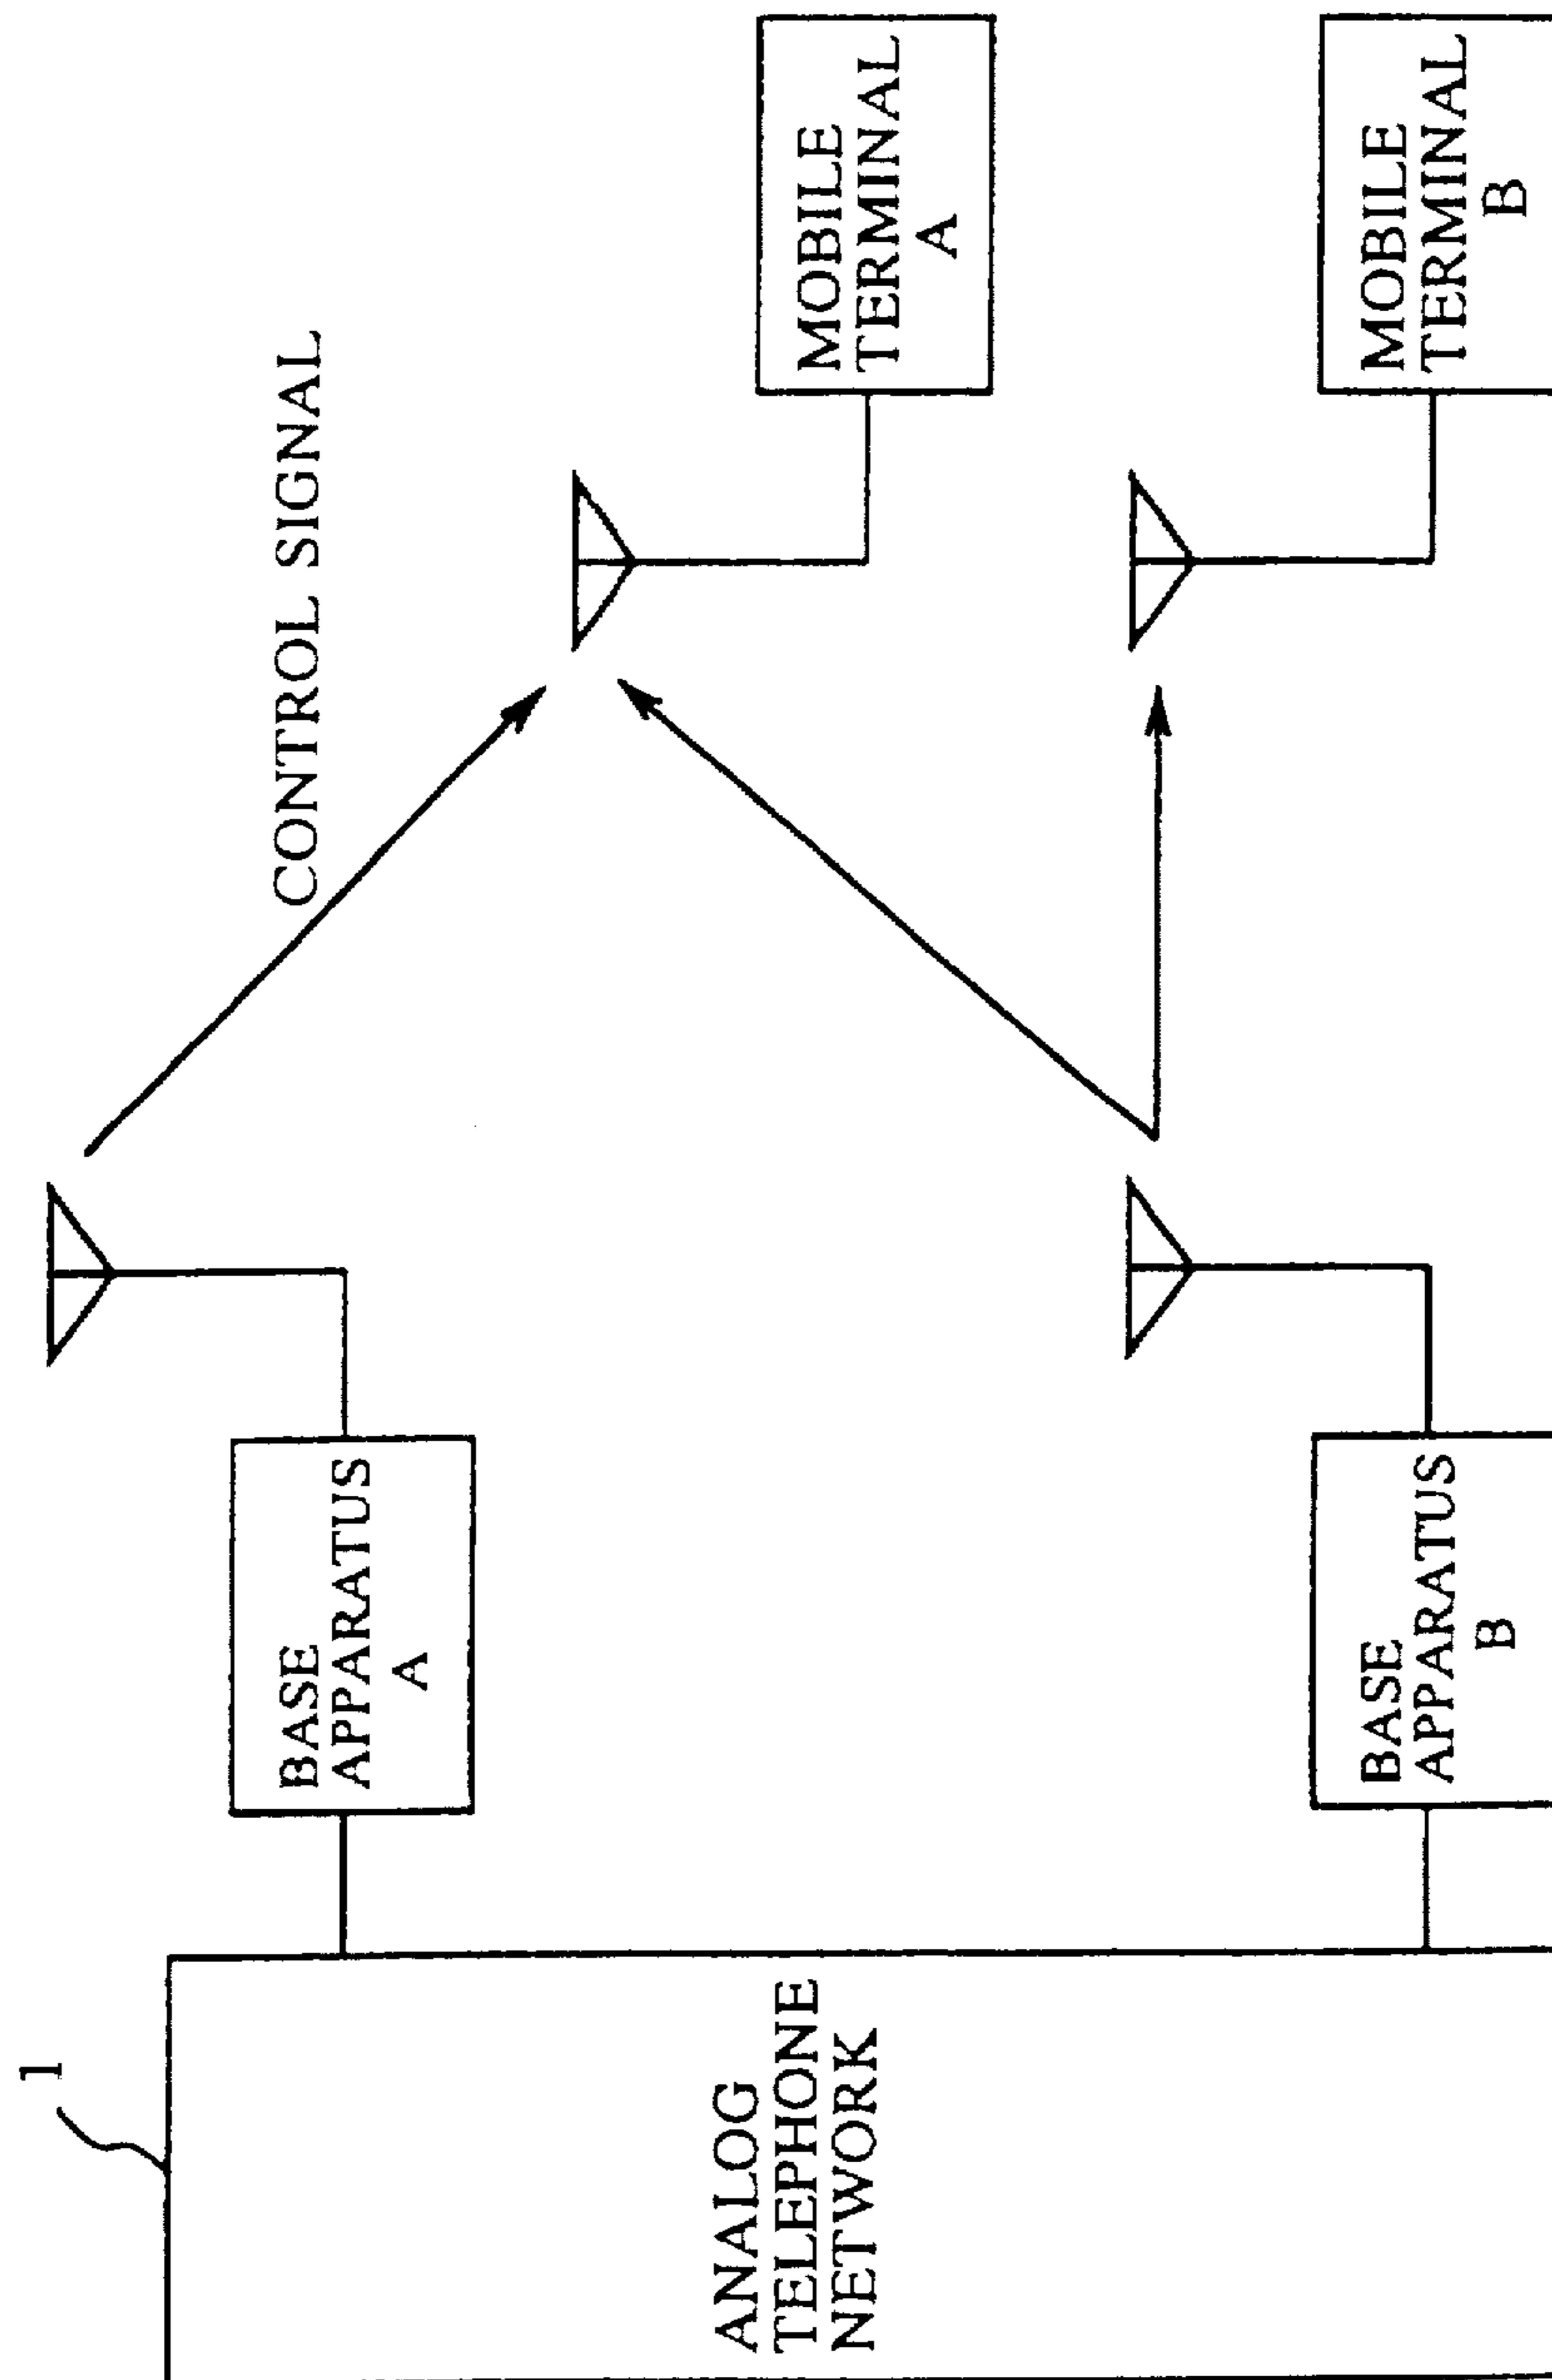 1
ANALOG
TELEPHONE
NETWORK
BASE
APPARATUS
A
BASE
APPARATUS
B
CONTROL SIGNAL
MOBILE
TERMINAL
A
MOBILE
TERMINAL
B